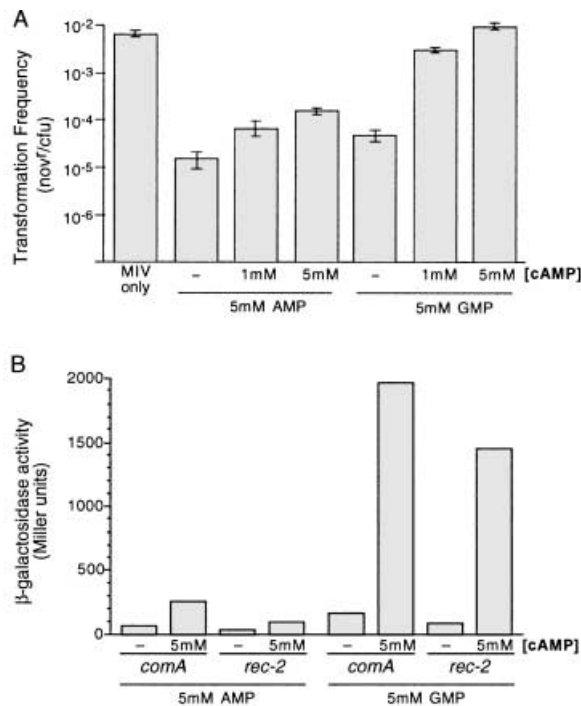 A
Transformation Frequency
(novʳ/cfu)
10⁻²
10⁻³
10⁻⁴
10⁻⁵
10⁻⁶
MIV only – 1mM 5mM – 1mM 5mM [cAMP]
5mM AMP 5mM GMP
B
β-galactosidase activity
(Miller units)
2000
1500
1000
500
0
– 5mM – 5mM – 5mM – 5mM [cAMP]
comA rec-2 comA rec-2
5mM AMP 5mM GMP